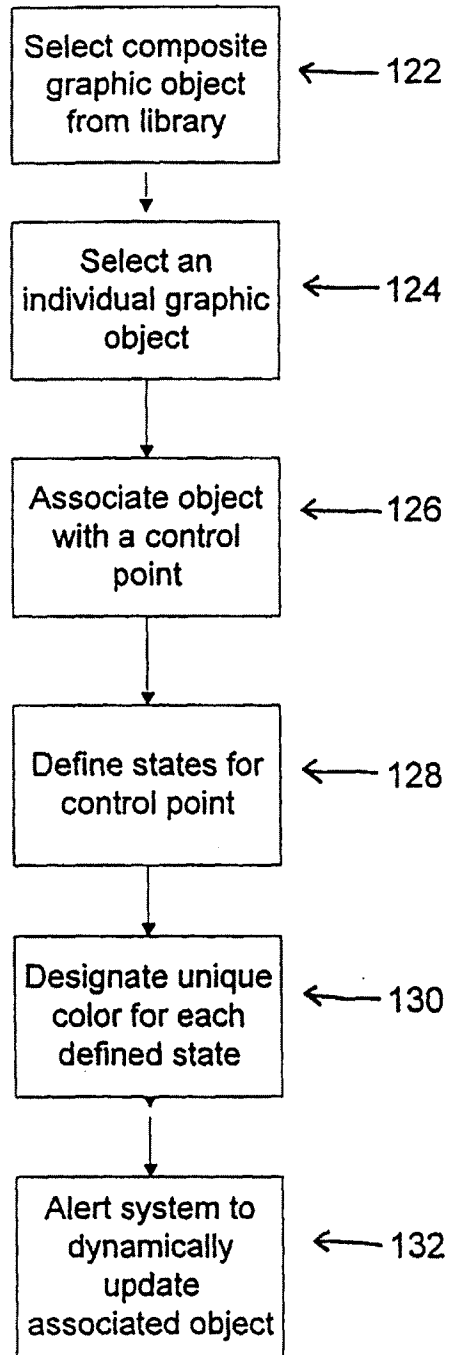 Select composite
graphic object
from library
122
Select an
individual graphic
object
124
Associate object
with a control
point
126
Define states for
control point
128
Designate unique
color for each
defined state
130
Alert system to
dynamically
update
associated object
132